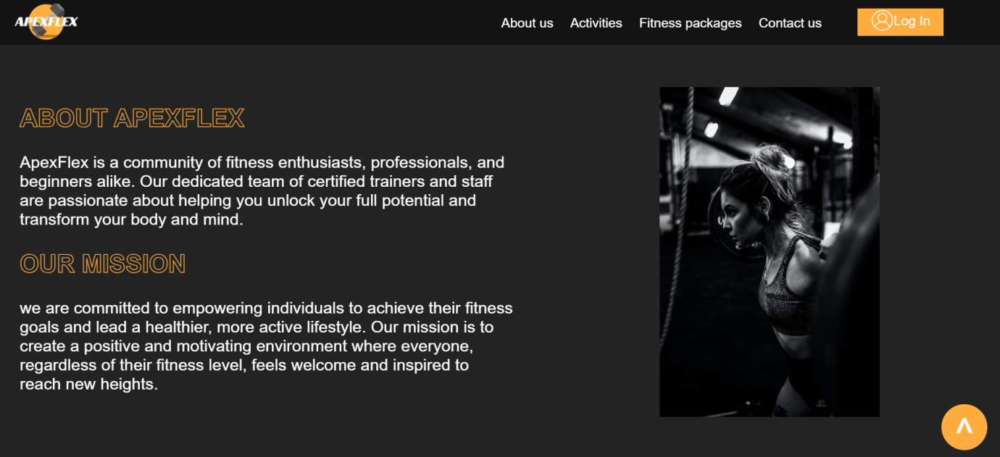 APEXFLEX
About us Activities Fitness packages Contact us Log In
ABOUT APEXFLEX
ApexFlex is a community of fitness enthusiasts, professionals, and
beginners alike. Our dedicated team of certified trainers and staff
are passionate about helping you unlock your full potential and
transform your body and mind.
OUR MISSION
we are committed to empowering individuals to achieve their fitness
goals and lead a healthier, more active lifestyle. Our mission is to
create a positive and motivating environment where everyone,
regardless of their fitness level, feels welcome and inspired to
reach new heights.